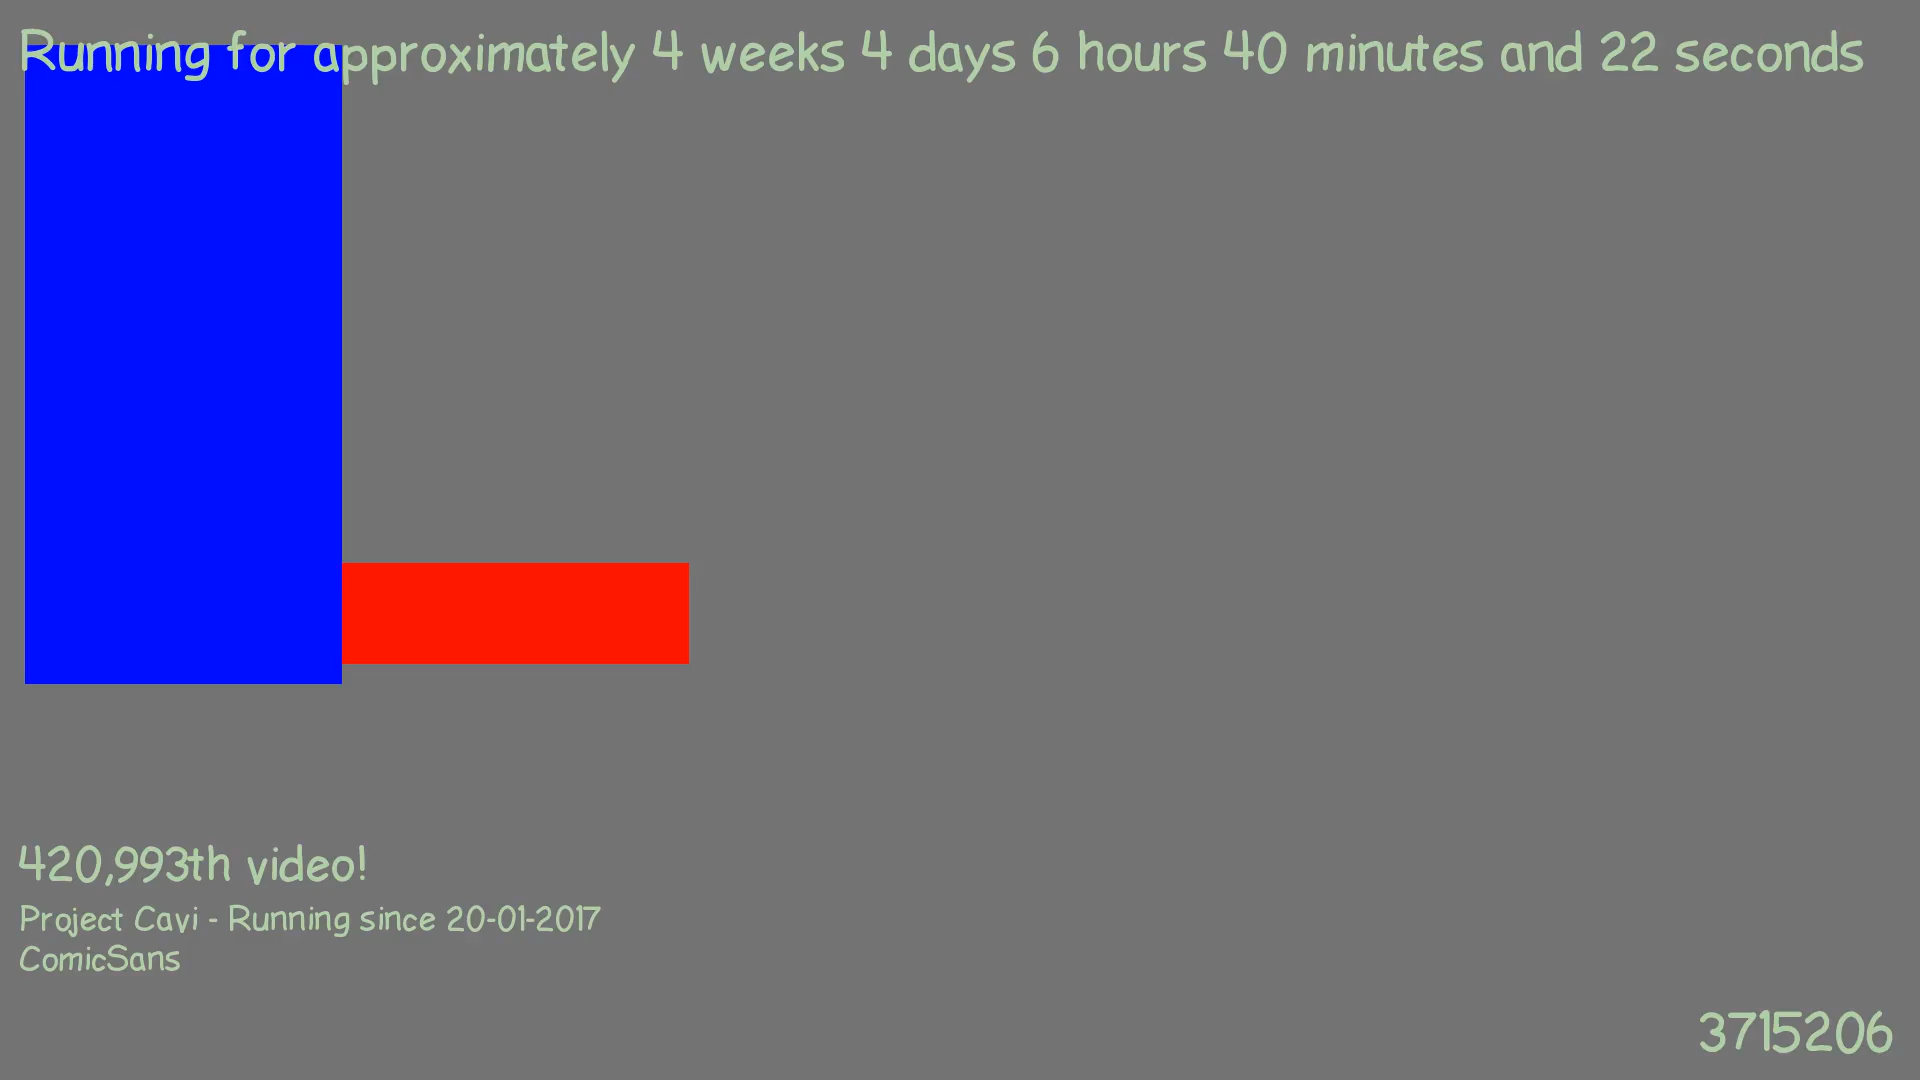 Running for approximately 4 weeks 4 days 6 hours 40 minutes and 22 seconds
420,993th video!
Project Cavi - Running since 20-01-2017
ComicSans
3715206